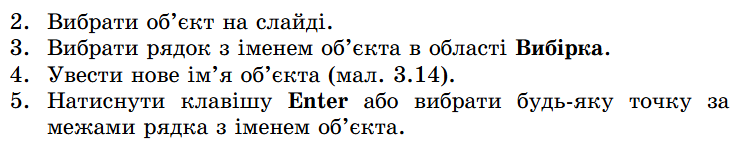 2. Вибрати об’єкт на слайді.
3. Вибрати рядок з іменем об’єкта в області Вибірка.
4. Увести нове ім’я об’єкта (мал. 3.14).
5. Натиснути клавішу Enter або вибрати будь-яку точку за
межами рядка з іменем об’єкта.